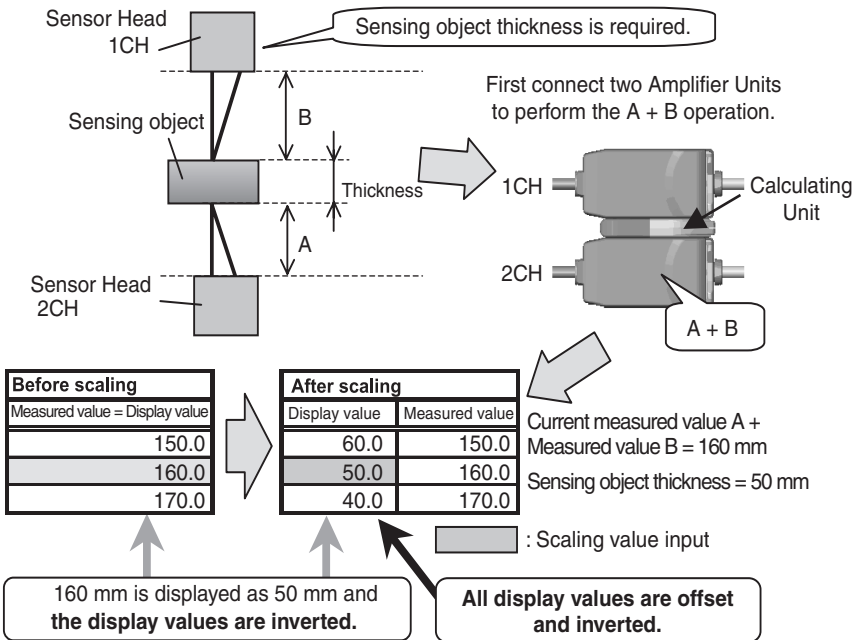 Sensor Head
1CH
Sensing object thickness is required.
First connect two Amplifier Units
to perform the A + B operation.
B
Sensing object
Thickness
1CH
Calculating
Unit
A
2CH
Sensor Head
2CH
A + B
Before scaling
Measured value = Display value
150.0
160.0
170.0
After scaling
Display value Measured value
60.0 150.0
50.0 160.0
40.0 170.0
Current measured value A +
Measured value B = 160 mm
Sensing object thickness = 50 mm
: Scaling value input
160 mm is displayed as 50 mm and
the display values are inverted.
All display values are offset
and inverted.